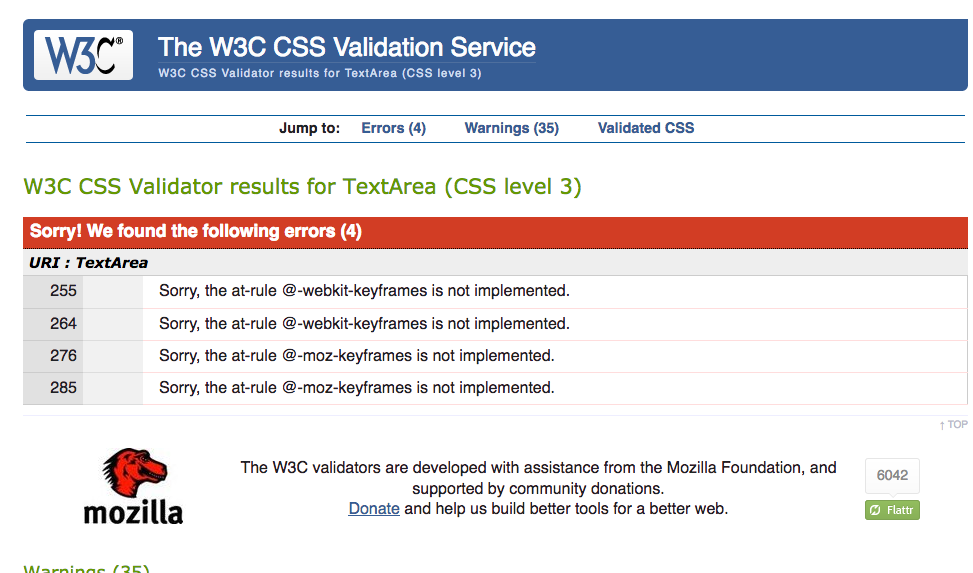 W3C®
The W3C CSS Validation Service
W3C CSS Validator results for TextArea (CSS level 3)
Jump to: Errors (4) Warnings (35) Validated CSS
W3C CSS Validator results for TextArea (CSS level 3)
Sorry! We found the following errors (4)
URI : TextArea
255 Sorry, the at-rule @-webkit-keyframes is not implemented.
264 Sorry, the at-rule @-webkit-keyframes is not implemented.
276 Sorry, the at-rule @-moz-keyframes is not implemented.
285 Sorry, the at-rule @-moz-keyframes is not implemented.
↑ TOP
mozilla
The W3C validators are developed with assistance from the Mozilla Foundation, and
supported by community donations.
Donate and help us build better tools for a better web.
6042
Flattr
Warnings (35)